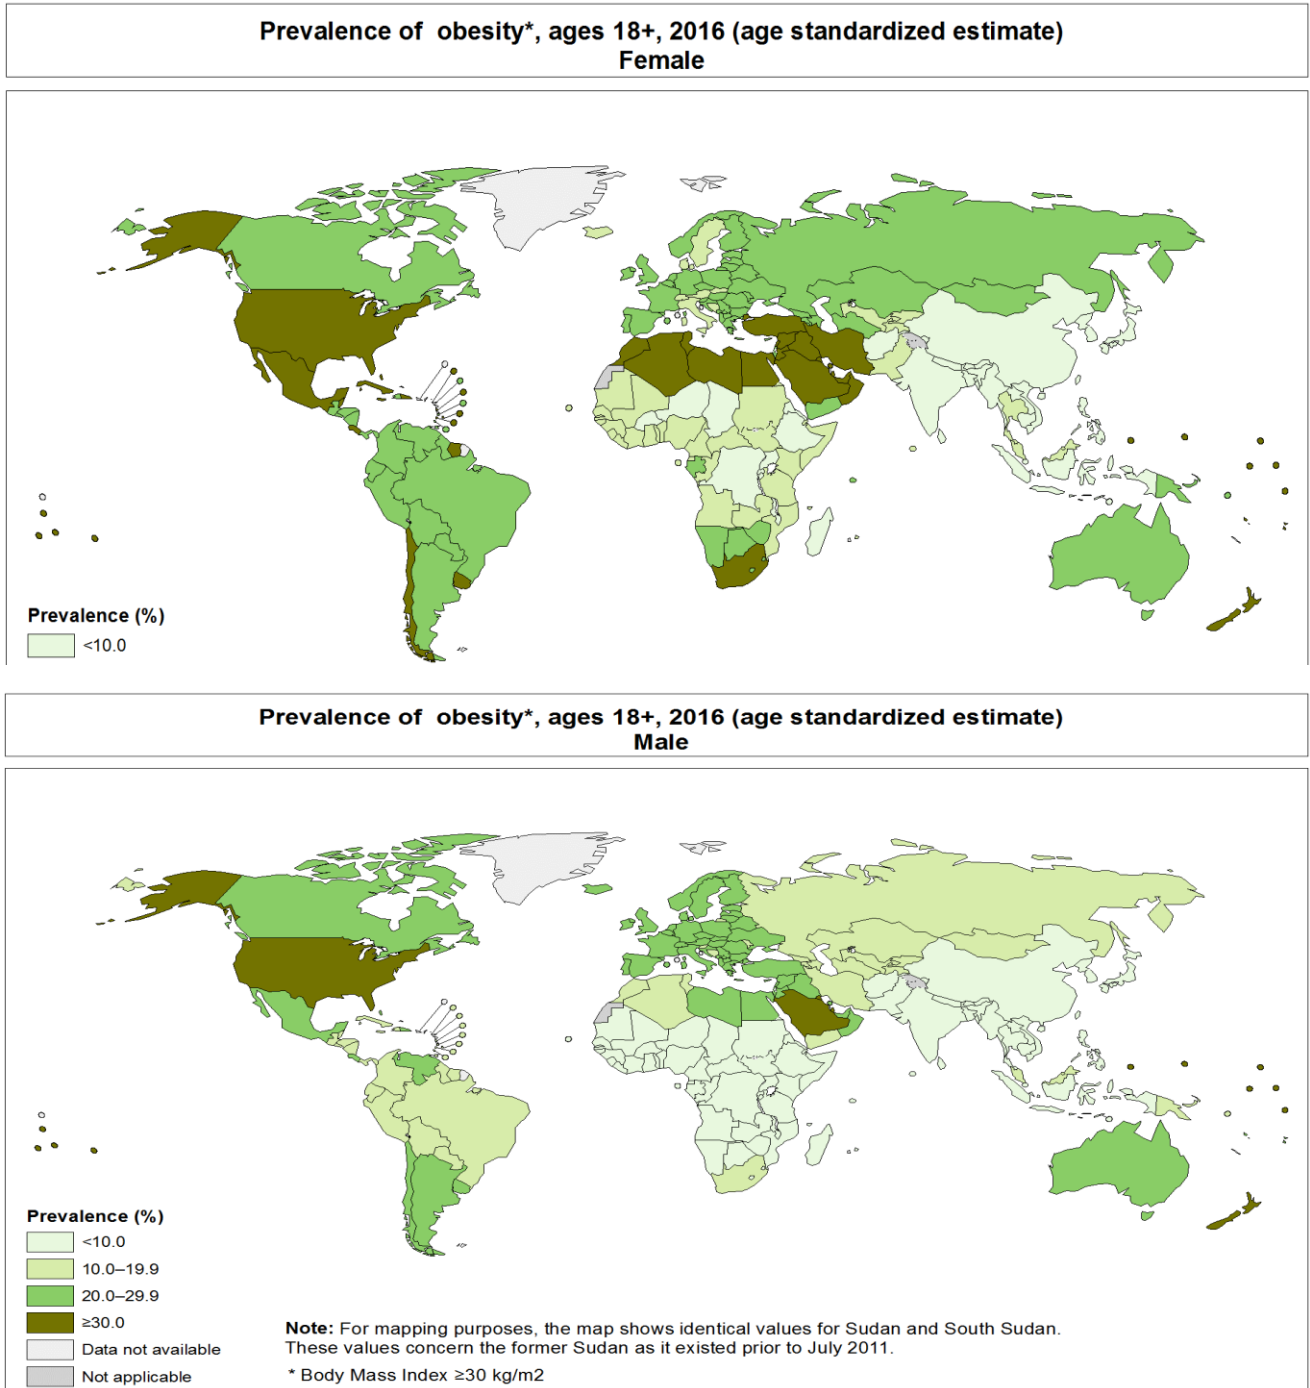 Prevalence of obesity*, ages 18+, 2016 (age standardized estimate)
Female
Prevalence (%)
<10.0
Prevalence of obesity*, ages 18+, 2016 (age standardized estimate)
Male
Prevalence (%)
<10.0
10.0–19.9
20.0–29.9
≥30.0
Data not available
Not applicable
Note: For mapping purposes, the map shows identical values for Sudan and South Sudan.
These values concern the former Sudan as it existed prior to July 2011.
* Body Mass Index ≥30 kg/m2